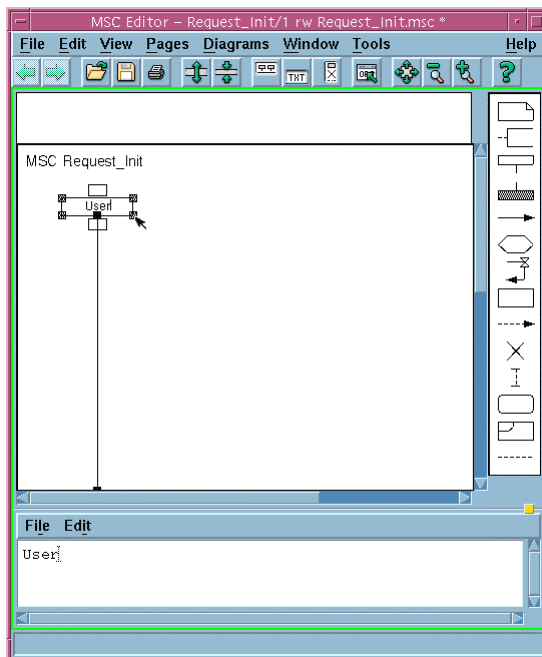 MSC Editor – Request_Init/1 rw Request_Init.msc *
File Edit View Pages Diagrams Window Tools Help
TXT
MSC Request_Init
User
File Edit
User